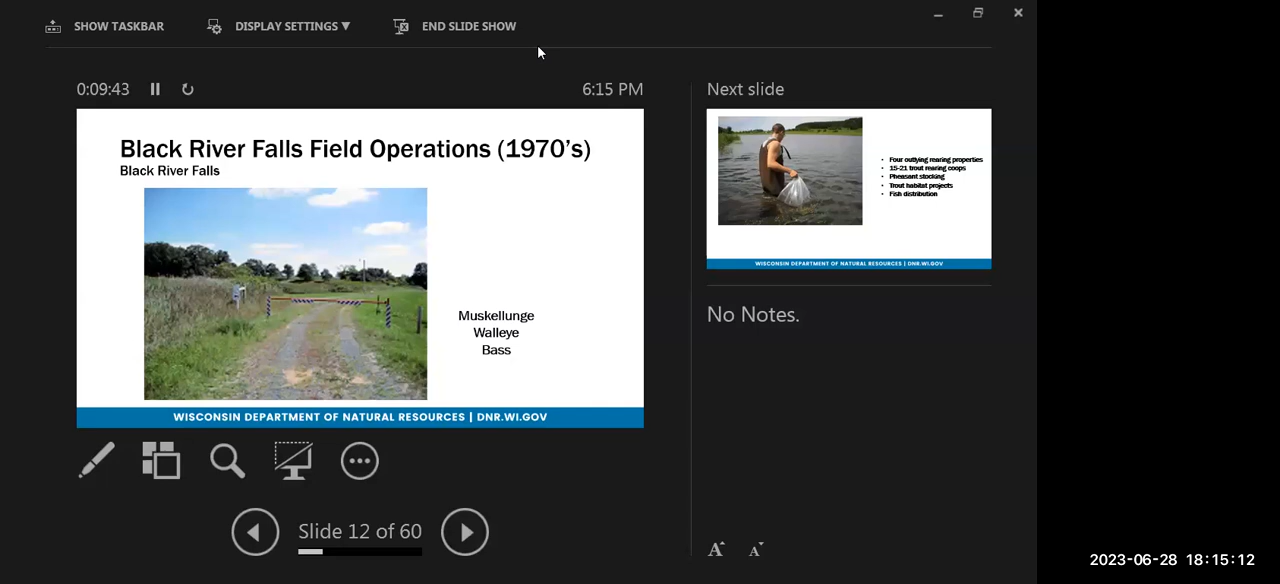 SHOW TASKBAR
DISPLAY SETTINGS ▼
END SLIDE SHOW
0:09:43
6:15 PM
Black River Falls Field Operations (1970's)
Black River Falls
Muskellunge
Walleye
Bass
WISCONSIN DEPARTMENT OF NATURAL RESOURCES | DNR.WI.GOV
Slide 12 of 60
Next slide
• Four outlying rearing properties
• 15-21 trout rearing coops
• Pheasant stocking
• Trout habitat projects
• Fish distribution
WISCONSIN DEPARTMENT OF NATURAL RESOURCES | DNR.WI.GOV
No Notes.
A A
2023-06-28 18:15:12